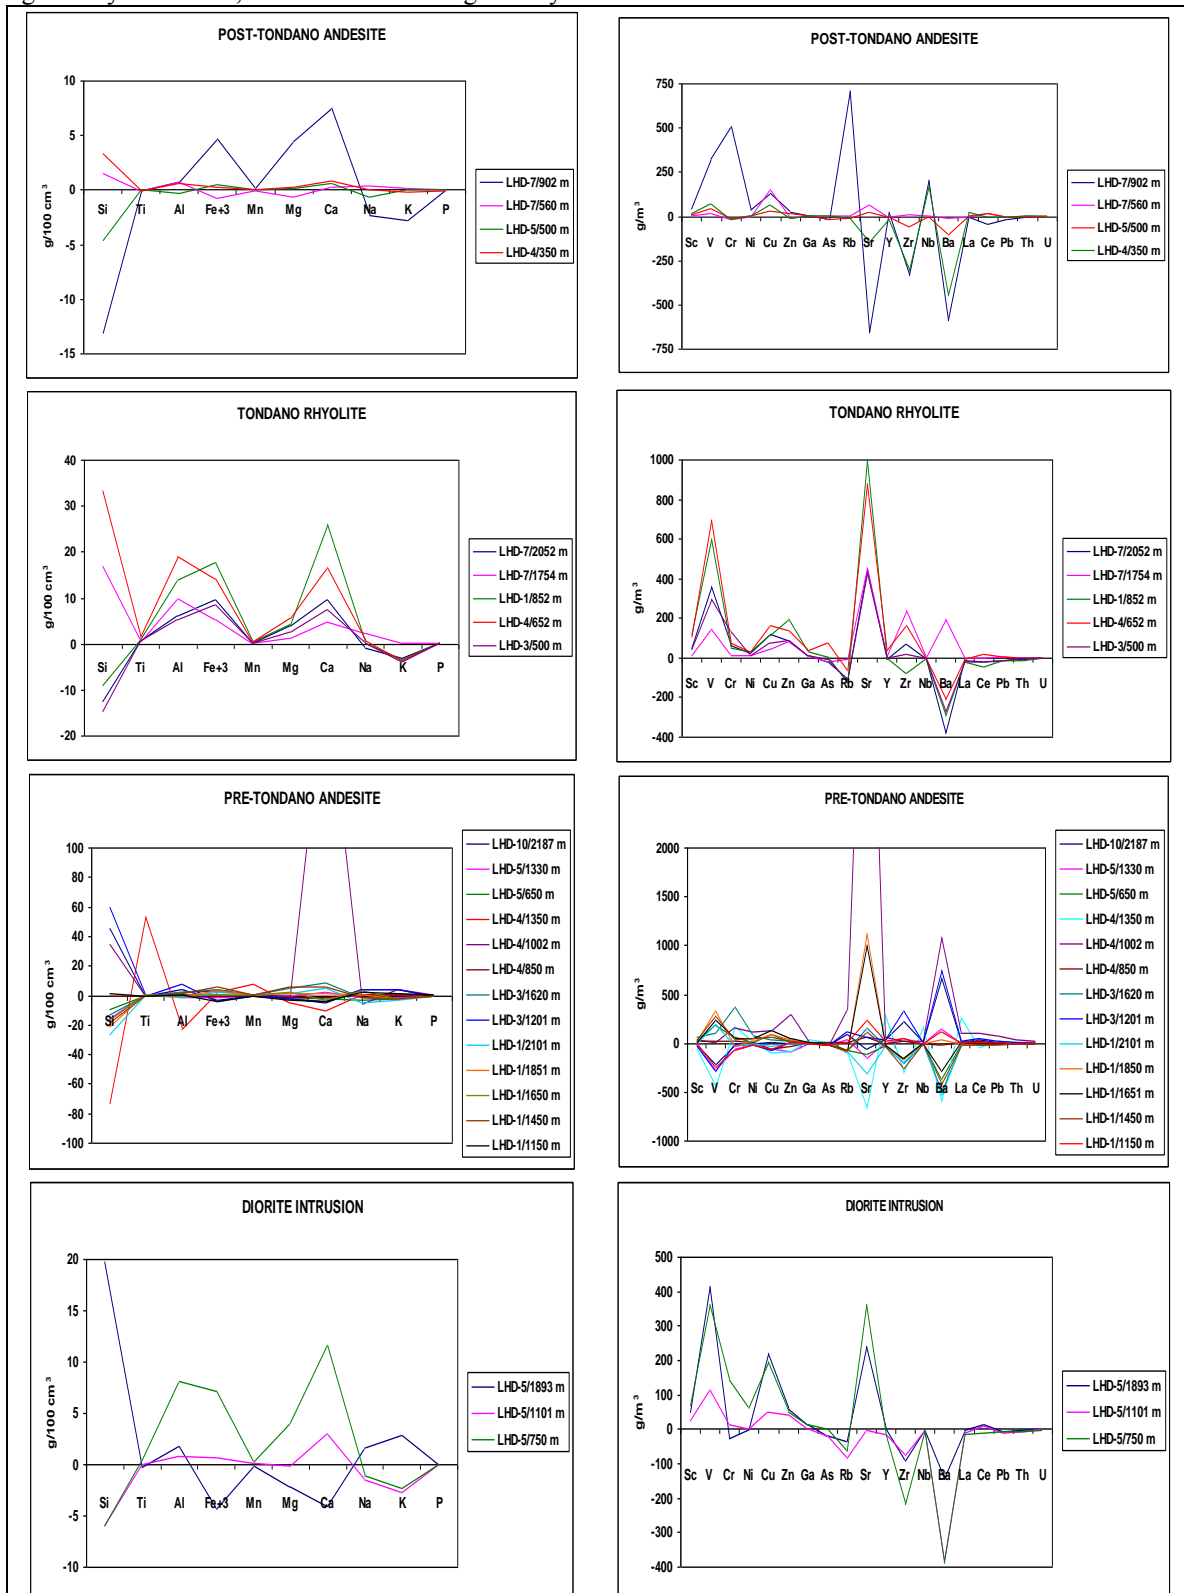 POST-TONDANO ANDESITE
g/100 cm³
10
5
0
-5
-10
-15
Si Ti Al Fe+3 Mn Mg Ca Na K P
LHD-7/902 m
LHD-7/560 m
LHD-5/500 m
LHD-4/350 m
POST-TONDANO ANDESITE
g/m³
750
500
250
0
-250
-500
-750
Sc V Cr Ni Cu Zn Ga As Rb Sr Y Zr Nb Ba La Ce Pb Th U
LHD-7/902 m
LHD-7/560 m
LHD-5/500 m
LHD-4/350 m
TONDANO RHYOLITE
g/100 cm³
40
30
20
10
0
-10
-20
Si Ti Al Fe+3 Mn Mg Ca Na K P
LHD-7/2052 m
LHD-7/1754 m
LHD-1/852 m
LHD-4/652 m
LHD-3/500 m
TONDANO RHYOLITE
g/m³
1000
800
600
400
200
0
-200
-400
Sc V Cr Ni Cu Zn Ga As Rb Sr Y Zr Nb Ba La Ce Pb Th U
LHD-7/2052 m
LHD-7/1754 m
LHD-1/852 m
LHD-4/652 m
LHD-3/500 m
PRE-TONDANO ANDESITE
g/100 cm³
100
80
60
40
20
0
-20
-40
-60
-80
-100
Si Ti Al Fe+3 Mn Mg Ca Na K P
LHD-10/2187 m
LHD-5/1330 m
LHD-5/650 m
LHD-4/1350 m
LHD-4/1002 m
LHD-4/850 m
LHD-3/1620 m
LHD-3/1201 m
LHD-1/2101 m
LHD-1/1851 m
LHD-1/1650 m
LHD-1/1450 m
LHD-1/1150 m
PRE-TONDANO ANDESITE
g/m³
2000
1500
1000
500
0
-500
-1000
Sc V Cr Ni Cu Zn Ga As Rb Sr Y Zr Nb Ba La Ce Pb Th U
LHD-10/2187 m
LHD-5/1330 m
LHD-5/650 m
LHD-4/1350 m
LHD-4/1002 m
LHD-4/850 m
LHD-3/1620 m
LHD-3/1201 m
LHD-1/2101 m
LHD-1/1850 m
LHD-1/1651 m
LHD-1/1450 m
LHD-1/1150 m
DIORITE INTRUSION
g/100 cm³
20
15
10
5
0
-5
-10
Si Ti Al Fe+3 Mn Mg Ca Na K P
LHD-5/1893 m
LHD-5/1101 m
LHD-5/750 m
DIORITE INTRUSION
g/m³
500
400
300
200
100
0
-100
-200
-300
-400
Sc V Cr Ni Cu Zn Ga As Rb Sr Y Zr Nb Ba La Ce Pb Th U
LHD-5/1893 m
LHD-5/1101 m
LHD-5/750 m